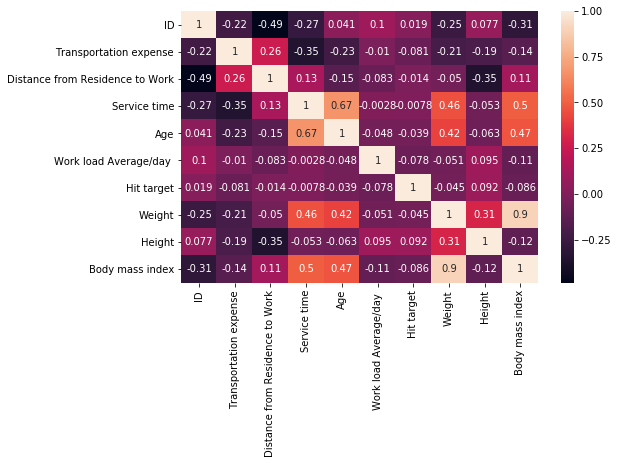 ID 1 -0.22 -0.49 -0.27 0.041 0.1 0.019 -0.25 0.077 -0.31
Transportation expense -0.22 1 0.26 -0.35 -0.23 -0.01 -0.081 -0.21 -0.19 -0.14
Distance from Residence to Work -0.49 0.26 1 0.13 -0.15 -0.083 -0.014 -0.05 -0.35 0.11
Service time -0.27 -0.35 0.13 1 0.67 -0.0028 -0.0078 0.46 -0.053 0.5
Age 0.041 -0.23 -0.15 0.67 1 -0.048 -0.039 0.42 -0.063 0.47
Work load Average/day 0.1 -0.01 -0.083 -0.0028 -0.048 1 -0.078 -0.051 0.095 -0.11
Hit target 0.019 -0.081 -0.014 -0.0078 -0.039 -0.078 1 -0.045 0.092 -0.086
Weight -0.25 -0.21 -0.05 0.46 0.42 -0.051 -0.045 1 0.31 0.9
Height 0.077 -0.19 -0.35 -0.053 -0.063 0.095 0.092 0.31 1 -0.12
Body mass index -0.31 -0.14 0.11 0.5 0.47 -0.11 -0.086 0.9 -0.12 1
ID
Transportation expense
Distance from Residence to Work
Service time
Age
Work load Average/day
Hit target
Weight
Height
Body mass index
1.00
0.75
0.50
0.25
0.00
-0.25